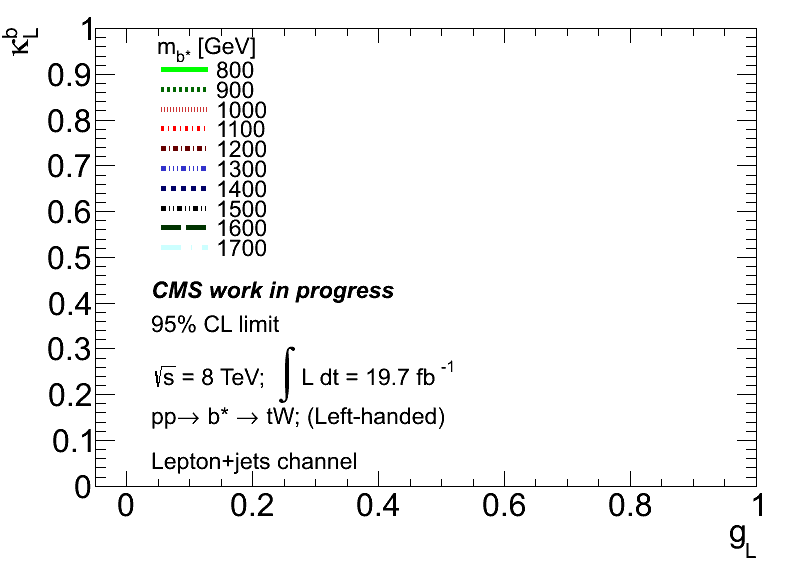 κ_L^b
1
0.9
0.8
0.7
0.6
0.5
0.4
0.3
0.2
0.1
0
m_b* [GeV]
800
900
1000
1100
1200
1300
1400
1500
1600
1700
CMS work in progress
95% CL limit
√s = 8 TeV; ∫ L dt = 19.7 fb⁻¹
pp→ b* → tW; (Left-handed)
Lepton+jets channel
0 0.2 0.4 0.6 0.8 1
g_L